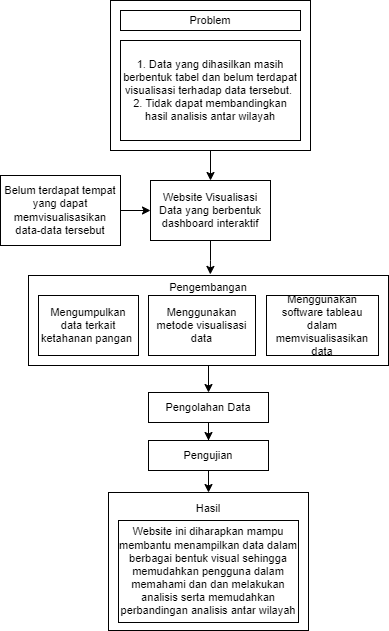 Problem
1. Data yang dihasilkan masih
berbentuk tabel dan belum terdapat
visualisasi terhadap data tersebut.
2. Tidak dapat membandingkan
hasil analisis antar wilayah
Belum terdapat tempat
yang dapat
memvisualisasikan
data-data tersebut
Website Visualisasi
Data yang berbentuk
dashboard interaktif
Pengembangan
Mengumpulkan
data terkait
ketahanan pangan
Menggunakan
metode visualisasi
data
Menggunakan
software tableau
dalam
memvisualisasikan
data
Pengolahan Data
Pengujian
Hasil
Website ini diharapkan mampu
membantu menampilkan data dalam
berbagai bentuk visual sehingga
memudahkan pengguna dalam
memahami dan dan melakukan
analisis serta memudahkan
perbandingan analisis antar wilayah